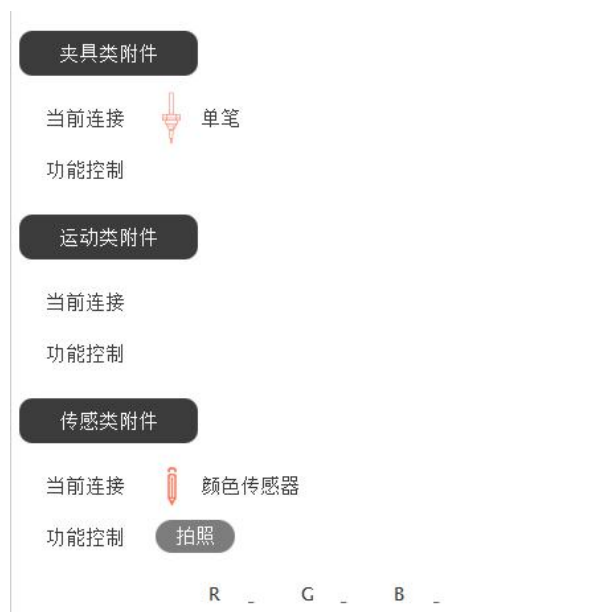 夹具类附件
当前连接 单笔
功能控制
运动类附件
当前连接
功能控制
传感类附件
当前连接 颜色传感器
功能控制 拍照
R _ G _ B _